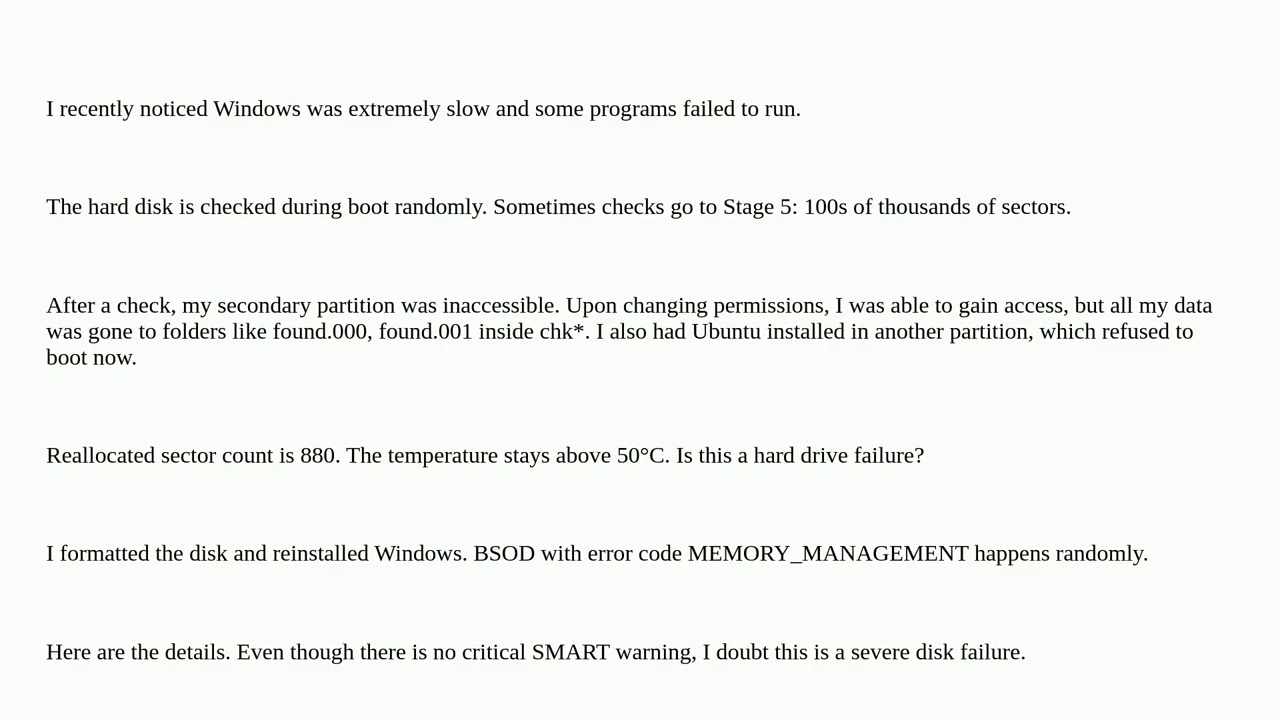 I recently noticed Windows was extremely slow and some programs failed to run.
The hard disk is checked during boot randomly. Sometimes checks go to Stage 5: 100s of thousands of sectors.
After a check, my secondary partition was inaccessible. Upon changing permissions, I was able to gain access, but all my data
was gone to folders like found.000, found.001 inside chk*. I also had Ubuntu installed in another partition, which refused to
boot now.
Reallocated sector count is 880. The temperature stays above 50°C. Is this a hard drive failure?
I formatted the disk and reinstalled Windows. BSOD with error code MEMORY_MANAGEMENT happens randomly.
Here are the details. Even though there is no critical SMART warning, I doubt this is a severe disk failure.